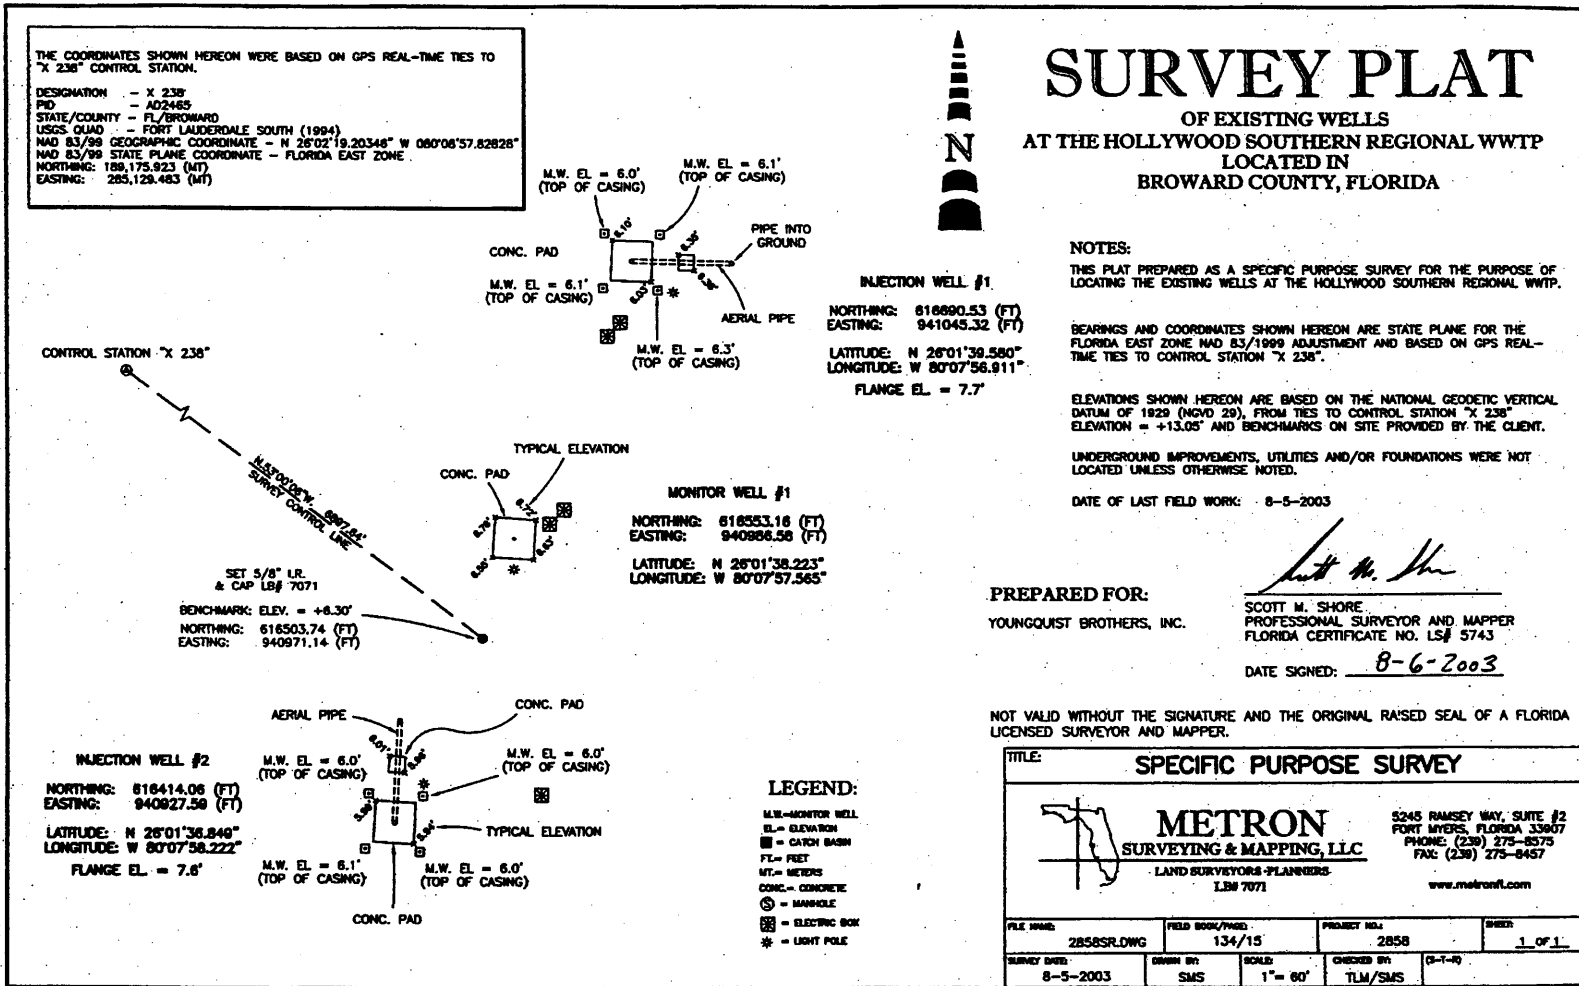 THE COORDINATES SHOWN HEREON WERE BASED ON GPS REAL-TIME TIES TO
"X 238" CONTROL STATION.
DESIGNATION - X 238
PID - AD2465
STATE/COUNTY - FL/BROWARD
USGS QUAD - FORT LAUDERDALE SOUTH (1994)
NAD 83/99 GEOGRAPHIC COORDINATE - N 26°02'19.20346" W 080°08'57.82828"
NAD 83/99 STATE PLANE COORDINATE - FLORIDA EAST ZONE
NORTHING: 189,175.923 (MT)
EASTING: 285,129.483 (MT)
N
SURVEY PLAT
OF EXISTING WELLS
AT THE HOLLYWOOD SOUTHERN REGIONAL WWTP
LOCATED IN
BROWARD COUNTY, FLORIDA
M.W. EL = 6.0'
(TOP OF CASING)
M.W. EL = 6.1'
(TOP OF CASING)
6.10'
6.35'
PIPE INTO
GROUND
CONC. PAD
M.W. EL = 6.1'
(TOP OF CASING)
6.03'
6.36'
AERIAL PIPE
M.W. EL = 6.3'
(TOP OF CASING)
INJECTION WELL #1
NORTHING: 616690.53 (FT)
EASTING: 941045.32 (FT)
LATITUDE: N 26°01'39.580"
LONGITUDE: W 80°07'56.911"
FLANGE EL. = 7.7'
NOTES:
THIS PLAT PREPARED AS A SPECIFIC PURPOSE SURVEY FOR THE PURPOSE OF
LOCATING THE EXISTING WELLS AT THE HOLLYWOOD SOUTHERN REGIONAL WWTP.
BEARINGS AND COORDINATES SHOWN HEREON ARE STATE PLANE FOR THE
FLORIDA EAST ZONE NAD 83/1999 ADJUSTMENT AND BASED ON GPS REAL-
TIME TIES TO CONTROL STATION "X 238".
ELEVATIONS SHOWN HEREON ARE BASED ON THE NATIONAL GEODETIC VERTICAL
DATUM OF 1929 (NGVD 29), FROM TIES TO CONTROL STATION "X 238"
ELEVATION = +13.05' AND BENCHMARKS ON SITE PROVIDED BY THE CLIENT.
UNDERGROUND IMPROVEMENTS, UTILITIES AND/OR FOUNDATIONS WERE NOT
LOCATED UNLESS OTHERWISE NOTED.
DATE OF LAST FIELD WORK: 8-5-2003
CONTROL STATION "X 238"
N.53°00'06"W. 6897.64'
SURVEY CONTROL LINE
SET 5/8" I.R.
& CAP LB# 7071
BENCHMARK: ELEV. = +6.30'
NORTHING: 616503.74 (FT)
EASTING: 940971.14 (FT)
TYPICAL ELEVATION
CONC. PAD
6.76'
6.72'
6.63'
MONITOR WELL #1
NORTHING: 616553.16 (FT)
EASTING: 940986.58 (FT)
LATITUDE: N 26°01'38.223"
LONGITUDE: W 80°07'57.565"
PREPARED FOR:
YOUNGQUIST BROTHERS, INC.
Scott M. Shore
SCOTT M. SHORE
PROFESSIONAL SURVEYOR AND MAPPER
FLORIDA CERTIFICATE NO. LS# 5743
DATE SIGNED: 8-6-2003
NOT VALID WITHOUT THE SIGNATURE AND THE ORIGINAL RAISED SEAL OF A FLORIDA
LICENSED SURVEYOR AND MAPPER.
INJECTION WELL #2
NORTHING: 616414.06 (FT)
EASTING: 940927.59 (FT)
LATITUDE: N 26°01'36.849"
LONGITUDE: W 80°07'58.222"
FLANGE EL. = 7.6'
AERIAL PIPE
CONC. PAD
6.01'
M.W. EL = 6.0'
(TOP OF CASING)
M.W. EL = 6.0'
(TOP OF CASING)
TYPICAL ELEVATION
M.W. EL = 6.1'
(TOP OF CASING)
M.W. EL = 6.0'
(TOP OF CASING)
CONC. PAD
LEGEND:
M.W.=MONITOR WELL
EL.= ELEVATION
= CATCH BASIN
FT.= FEET
MT.= METERS
CONC.= CONCRETE
S = MANHOLE
= ELECTRIC BOX
= LIGHT POLE
TITLE:
SPECIFIC PURPOSE SURVEY
METRON
SURVEYING & MAPPING, LLC
LAND SURVEYORS-PLANNERS
LB# 7071
5245 RAMSEY WAY, SUITE #2
FORT MYERS, FLORIDA 33907
PHONE: (239) 275-8575
FAX: (239) 275-8457
www.metronfl.com
FILE NAME: 2858SR.DWG
FIELD BOOK/PAGE: 134/15
PROJECT NO.: 2858
SHEET: 1 OF 1
SURVEY DATE: 8-5-2003
DRAWN BY: SMS
SCALE: 1"= 60'
CHECKED BY: TLM/SMS
(S-T-R)